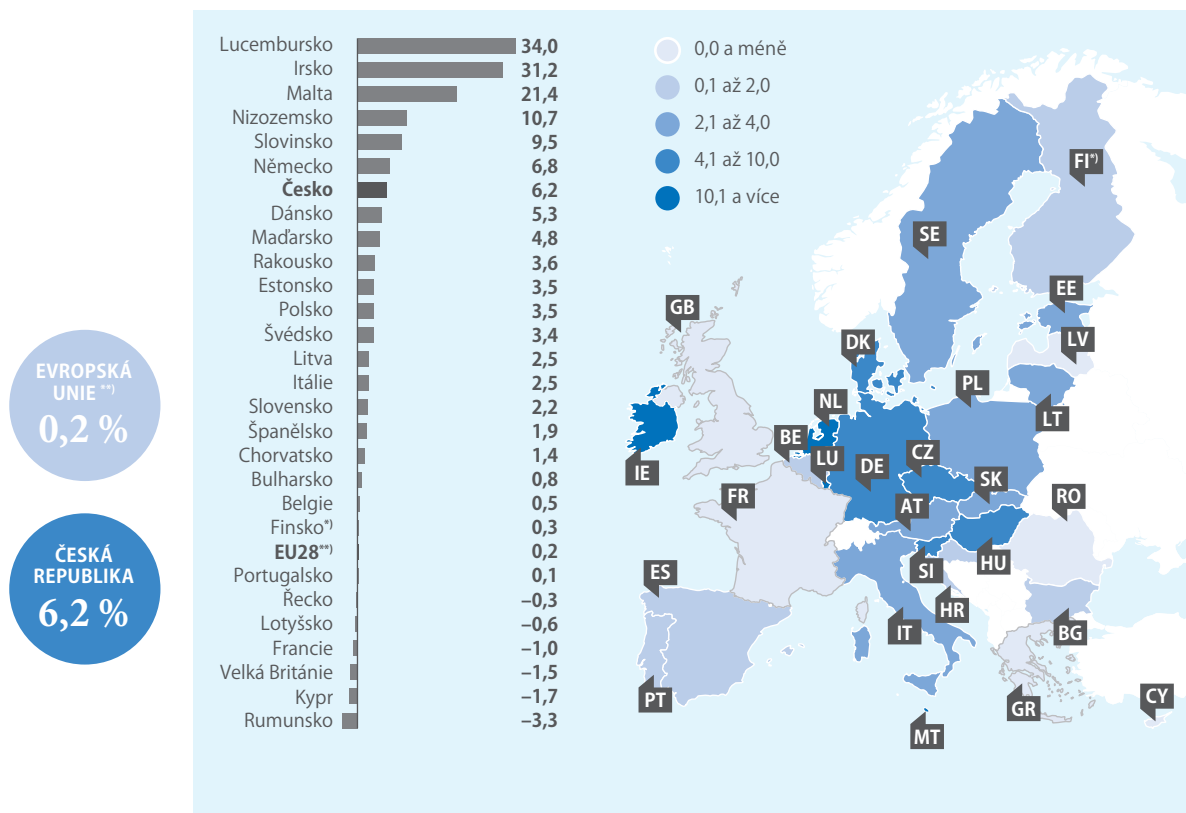 EVROPSKÁ
UNIE **)
0,2 %
ČESKÁ
REPUBLIKA
6,2 %
Lucembursko 34,0
Irsko 31,2
Malta 21,4
Nizozemsko 10,7
Slovinsko 9,5
Německo 6,8
Česko 6,2
Dánsko 5,3
Maďarsko 4,8
Rakousko 3,6
Estonsko 3,5
Polsko 3,5
Švédsko 3,4
Litva 2,5
Itálie 2,5
Slovensko 2,2
Španělsko 1,9
Chorvatsko 1,4
Bulharsko 0,8
Belgie 0,5
Finsko*) 0,3
EU28**) 0,2
Portugalsko 0,1
Řecko –0,3
Lotyšsko –0,6
Francie –1,0
Velká Británie –1,5
Kypr –1,7
Rumunsko –3,3
0,0 a méně
0,1 až 2,0
2,1 až 4,0
4,1 až 10,0
10,1 a více
FI*)
SE
EE
GB
LV
DK
PL
NL
LT
BE
LU
CZ
IE
DE
SK
FR
RO
AT
HU
SI
ES
HR
IT
BG
PT
GR
CY
MT